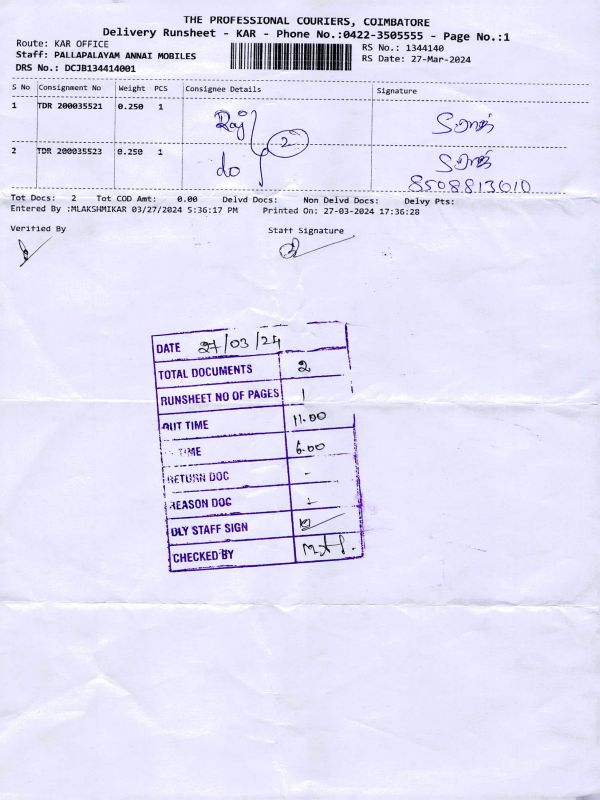 THE PROFESSIONAL COURIERS, COIMBATORE
Delivery Runsheet - KAR - Phone No.:0422-3505555 - Page No.:1
Route: KAR OFFICE
RS No.: 1344140
Staff: PALLAPALAYAM ANNAI MOBILES
RS Date: 27-Mar-2024
DRS No.: DCJB134414001
S No Consignment No Weight PCS Consignee Details Signature
1 TDR 200035521 0.250 1 Raj
2
2 TDR 200035523 0.250 1 do
8508813610
Tot Docs: 2 Tot COD Amt: 0.00 Delvd Docs: Non Delvd Docs: Delvy Pts:
Entered By :MLAKSHMIKAR 03/27/2024 5:36:17 PM Printed On: 27-03-2024 17:36:28
Verified By Staff Signature
DATE 27/03/24
TOTAL DOCUMENTS 2
RUNSHEET NO OF PAGES 1
OUT TIME 11.00
TIME 6.00
RETURN DOC -
REASON DOC -
DLY STAFF SIGN
CHECKED BY